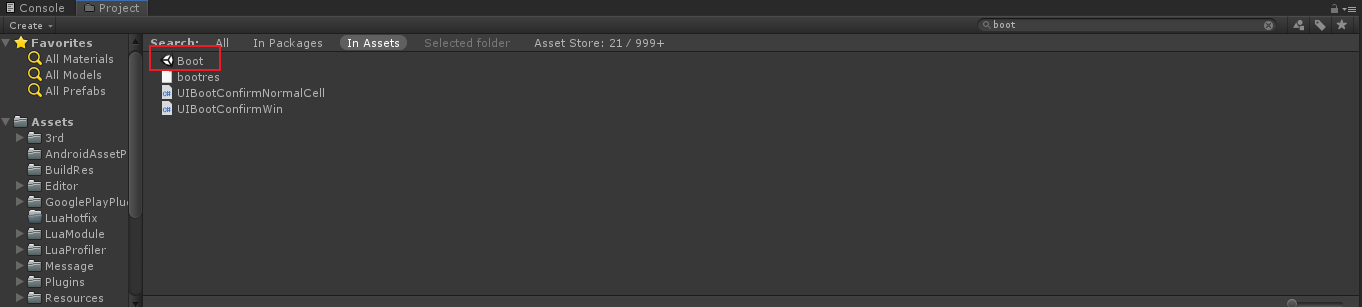 Console Project
Create boot
Favorites Search: All In Packages In Assets Selected folder Asset Store: 21 / 999+
All Materials Boot
All Models bootres
All Prefabs UIBootConfirmNormalCell
UIBootConfirmWin
Assets
3rd
AndroidAssetP
BuildRes
Editor
GooglePlayPlu
LuaHotfix
LuaModule
LuaProfiler
Message
Plugins
Resources